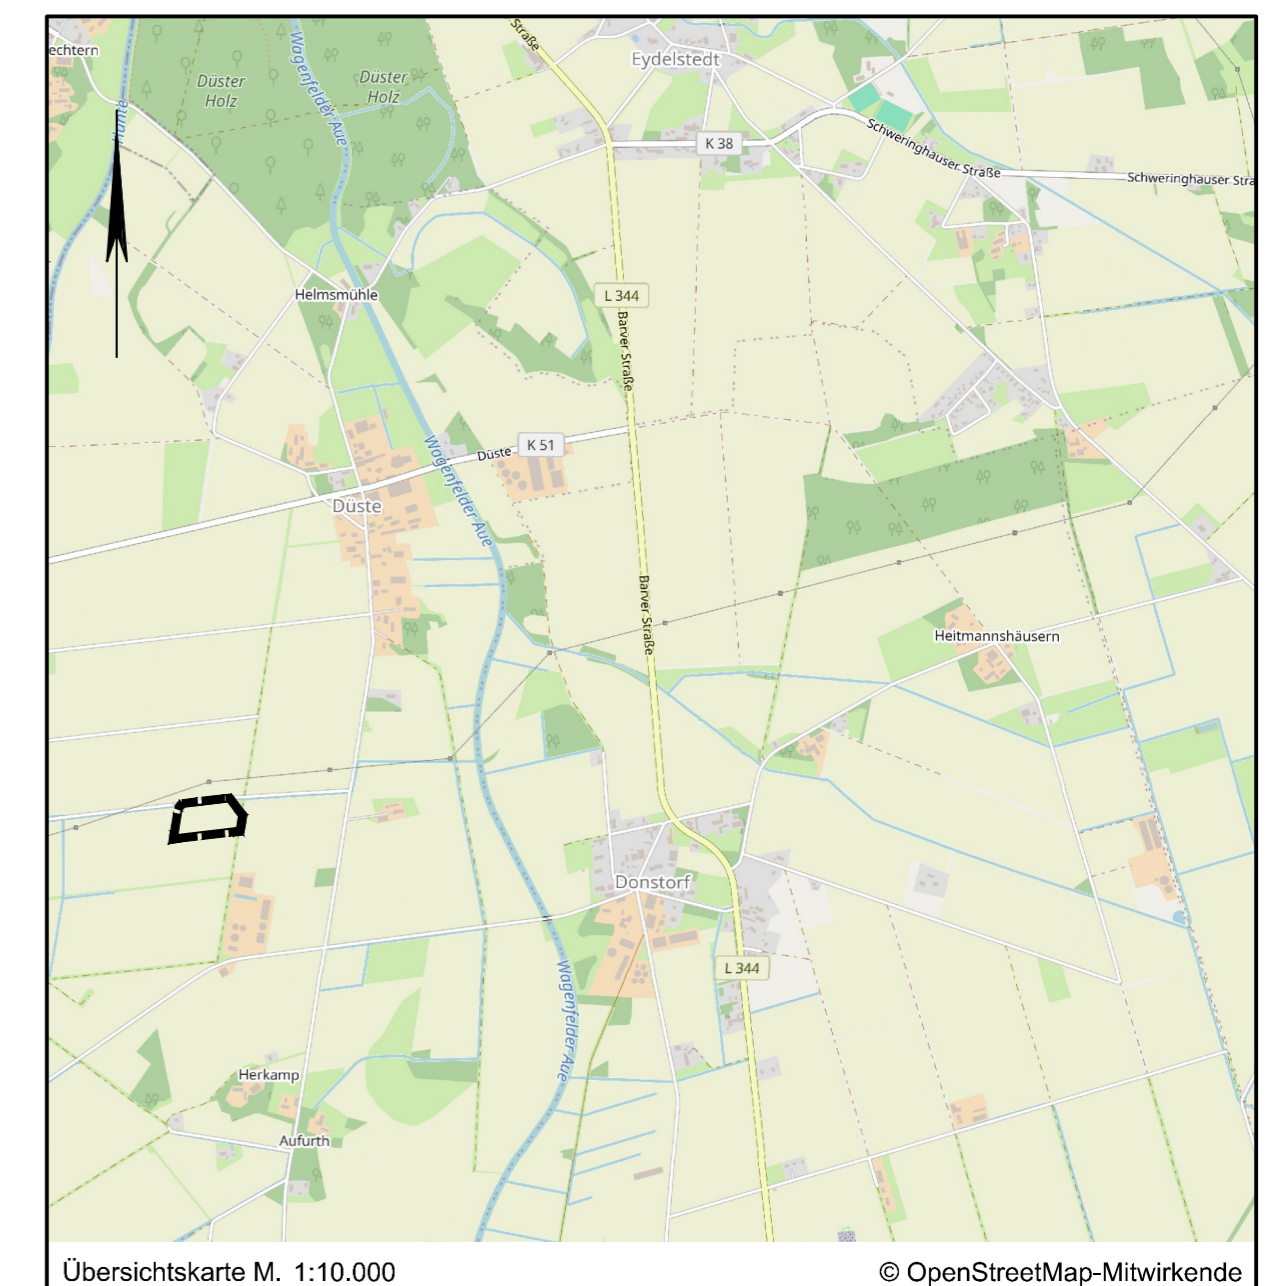 echtern
Straße
Eydelstedt
Düster
Holz
Düster
Holz
Wagenfelder Aue
Hunte
K 38
Schweringhauser Straße
Schweringhauser Stra
Helmsmühle
L 344
Barver Straße
Wagenfelder Aue
Düste
K 51
Düste
Barver Straße
Heitmannshäusern
Donstorf
L 344
Wagenfelder Aue
Herkamp
Aufurth
Übersichtskarte M. 1:10.000
© OpenStreetMap-Mitwirkende